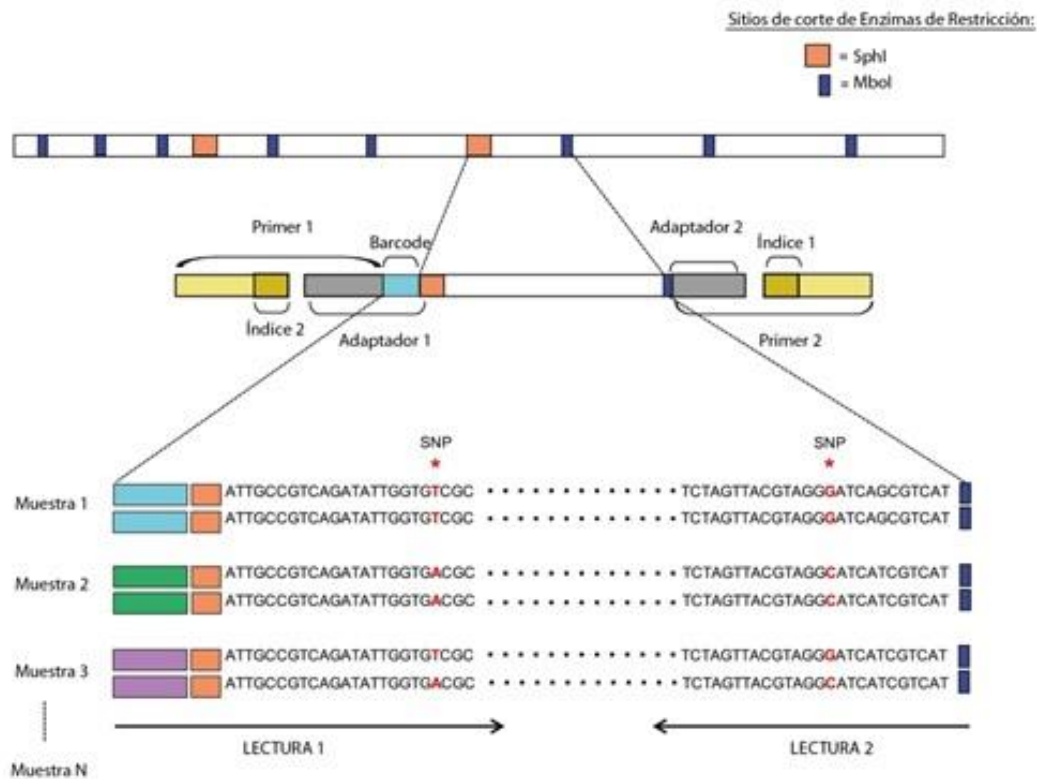 Sitios de corte de Enzimas de Restricción:
= SphI
= MboI
Primer 1
Barcode
Adaptador 2
Índice 1
Índice 2
Adaptador 1
Primer 2
SNP SNP
Muestra 1
ATTGCCGTCAGATATTGGTGTCGC TCTAGTTACGTAGGGATCAGCGTCAT
ATTGCCGTCAGATATTGGTGTCGC TCTAGTTACGTAGGGATCAGCGTCAT
Muestra 2
ATTGCCGTCAGATATTGGTGACGC TCTAGTTACGTAGGCATCATCGTCAT
ATTGCCGTCAGATATTGGTGACGC TCTAGTTACGTAGGCATCATCGTCAT
Muestra 3
ATTGCCGTCAGATATTGGTGTCGC TCTAGTTACGTAGGGATCATCGTCAT
ATTGCCGTCAGATATTGGTGACGC TCTAGTTACGTAGGCATCATCGTCAT
LECTURA 1 LECTURA 2
Muestra N